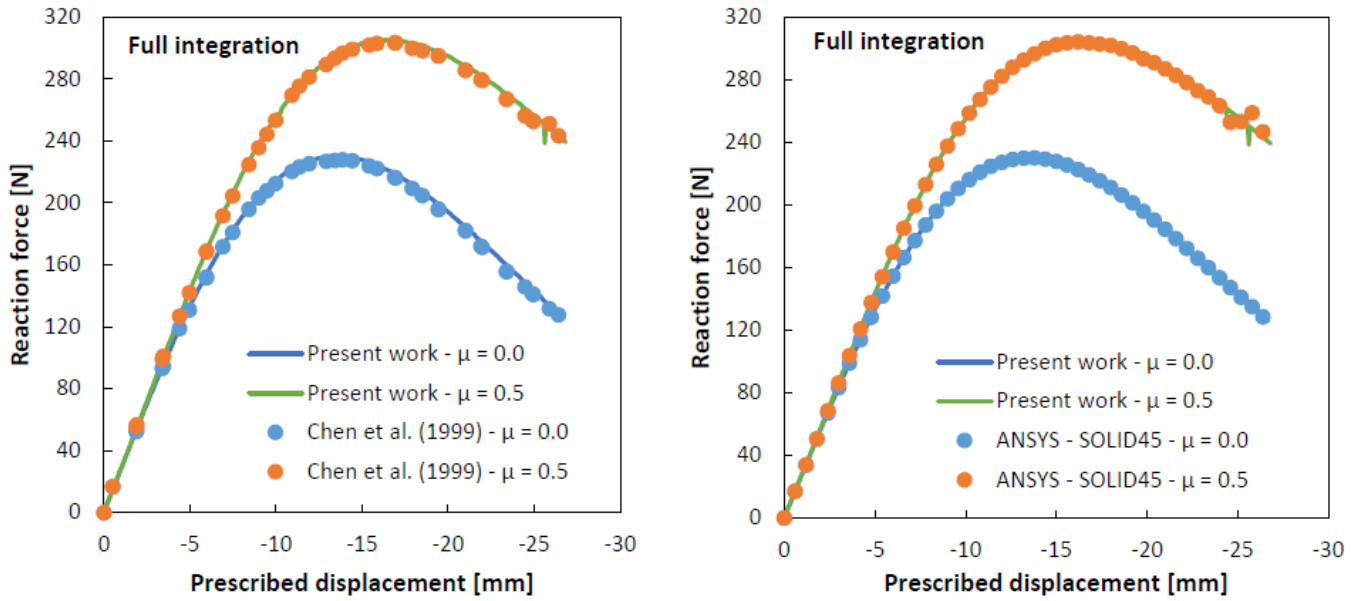 Full integration
Reaction force [N]
320
280
240
200
160
120
80
40
0
Present work - μ = 0.0
Present work - μ = 0.5
Chen et al. (1999) - μ = 0.0
Chen et al. (1999) - μ = 0.5
0 -5 -10 -15 -20 -25 -30
Prescribed displacement [mm]
Full integration
Reaction force [N]
320
280
240
200
160
120
80
40
0
Present work - μ = 0.0
Present work - μ = 0.5
ANSYS - SOLID45 - μ = 0.0
ANSYS - SOLID45 - μ = 0.5
0 -5 -10 -15 -20 -25 -30
Prescribed displacement [mm]